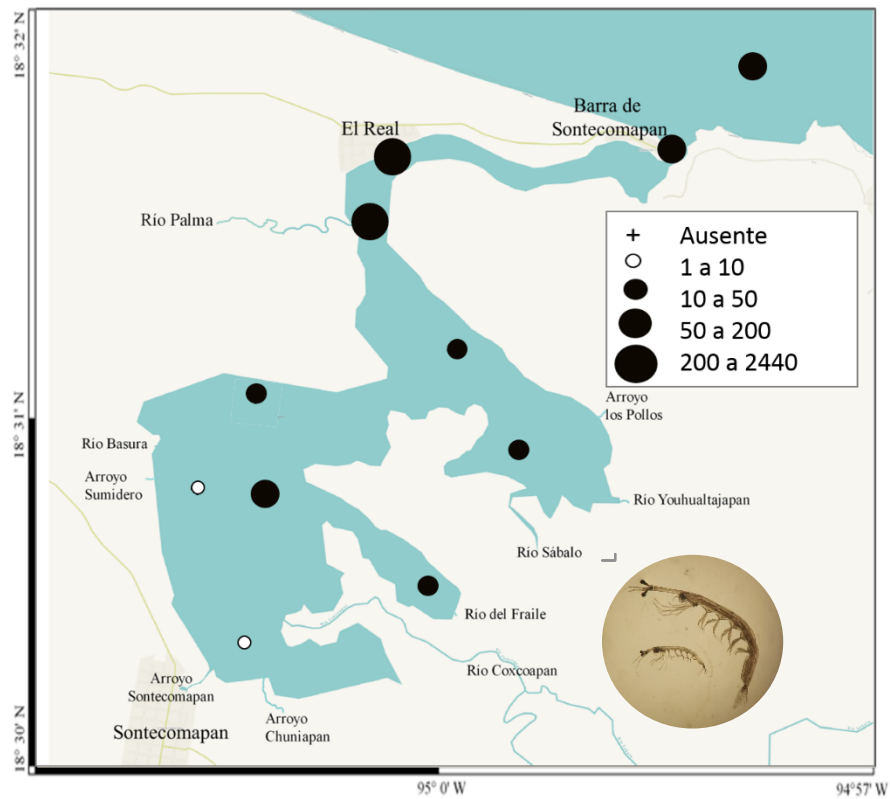 18° 32' N
Barra de
Sontecomapan
El Real
Río Palma
+ Ausente
1 a 10
10 a 50
50 a 200
200 a 2440
Arroyo
los Pollos
18° 31' N
Río Basura
Arroyo
Sumidero
Río Youhualtajapan
Río Sábalo
Río del Fraile
Río Coxcoapan
Arroyo
Sontecomapan
Arroyo
Chuniapan
Sontecomapan
18° 30' N
95° 0' W
94° 57' W